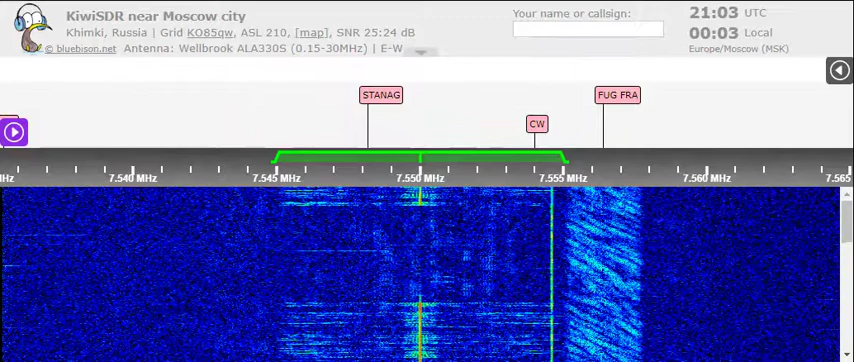 KiwiSDR near Moscow city
Khimki, Russia | Grid KO85qw, ASL 210, [map], SNR 25:24 dB
© bluebison.net Antenna: Wellbrook ALA330S (0.15-30MHz) | E-W
Your name or callsign:
21:03 UTC
00:03 Local
Europe/Moscow (MSK)
STANAG
FUG FRA
CW
Hz 7.540 MHz 7.545 MHz 7.550 MHz 7.555 MHz 7.560 MHz 7.565